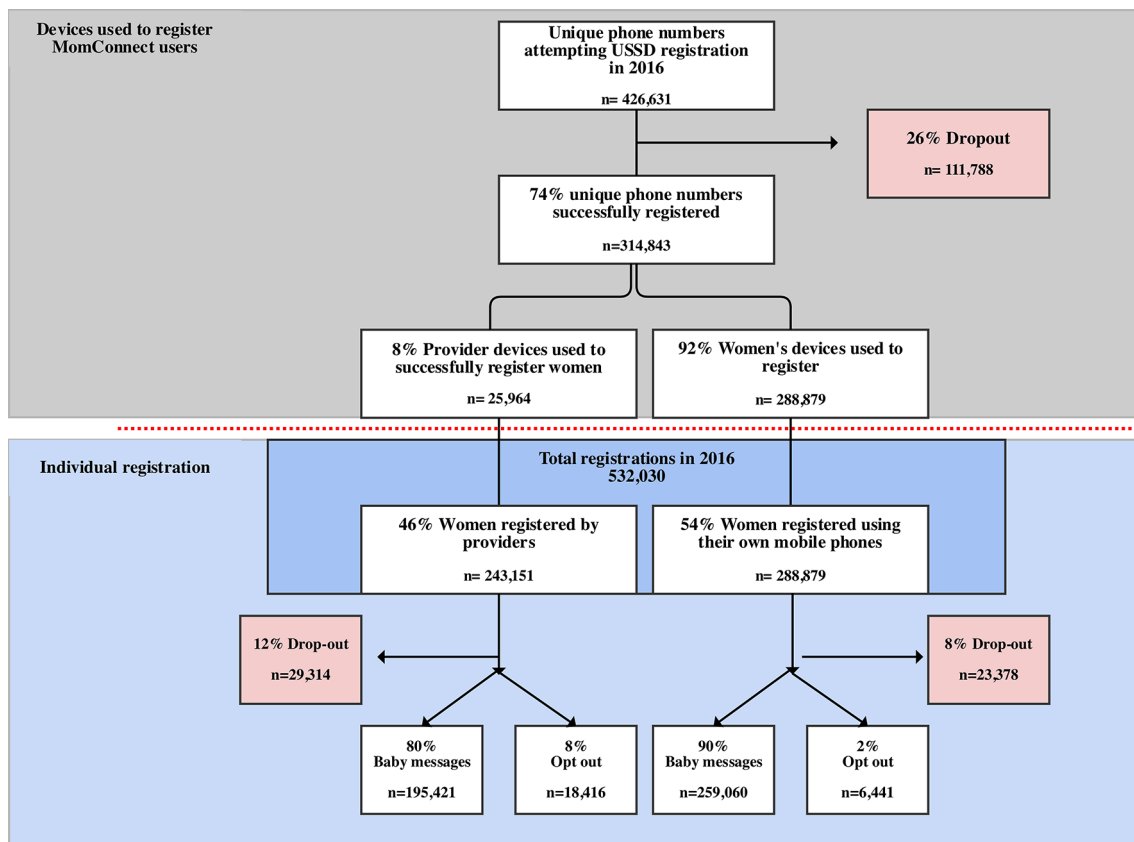 Devices used to register
MomConnect users
Unique phone numbers
attempting USSD registration
in 2016
n= 426,631
26% Dropout
n= 111,788
74% unique phone numbers
successfully registered
n=314,843
8% Provider devices used to
successfully register women
n= 25,964
92% Women's devices used to
register
n= 288,879
Individual registration
Total registrations in 2016
532,030
46% Women registered by
providers
n= 243,151
54% Women registered using
their own mobile phones
n= 288,879
12% Drop-out
n=29,314
8% Drop-out
n=23,378
80%
Baby messages
n=195,421
8%
Opt out
n=18,416
90%
Baby messages
n=259,060
2%
Opt out
n=6,441